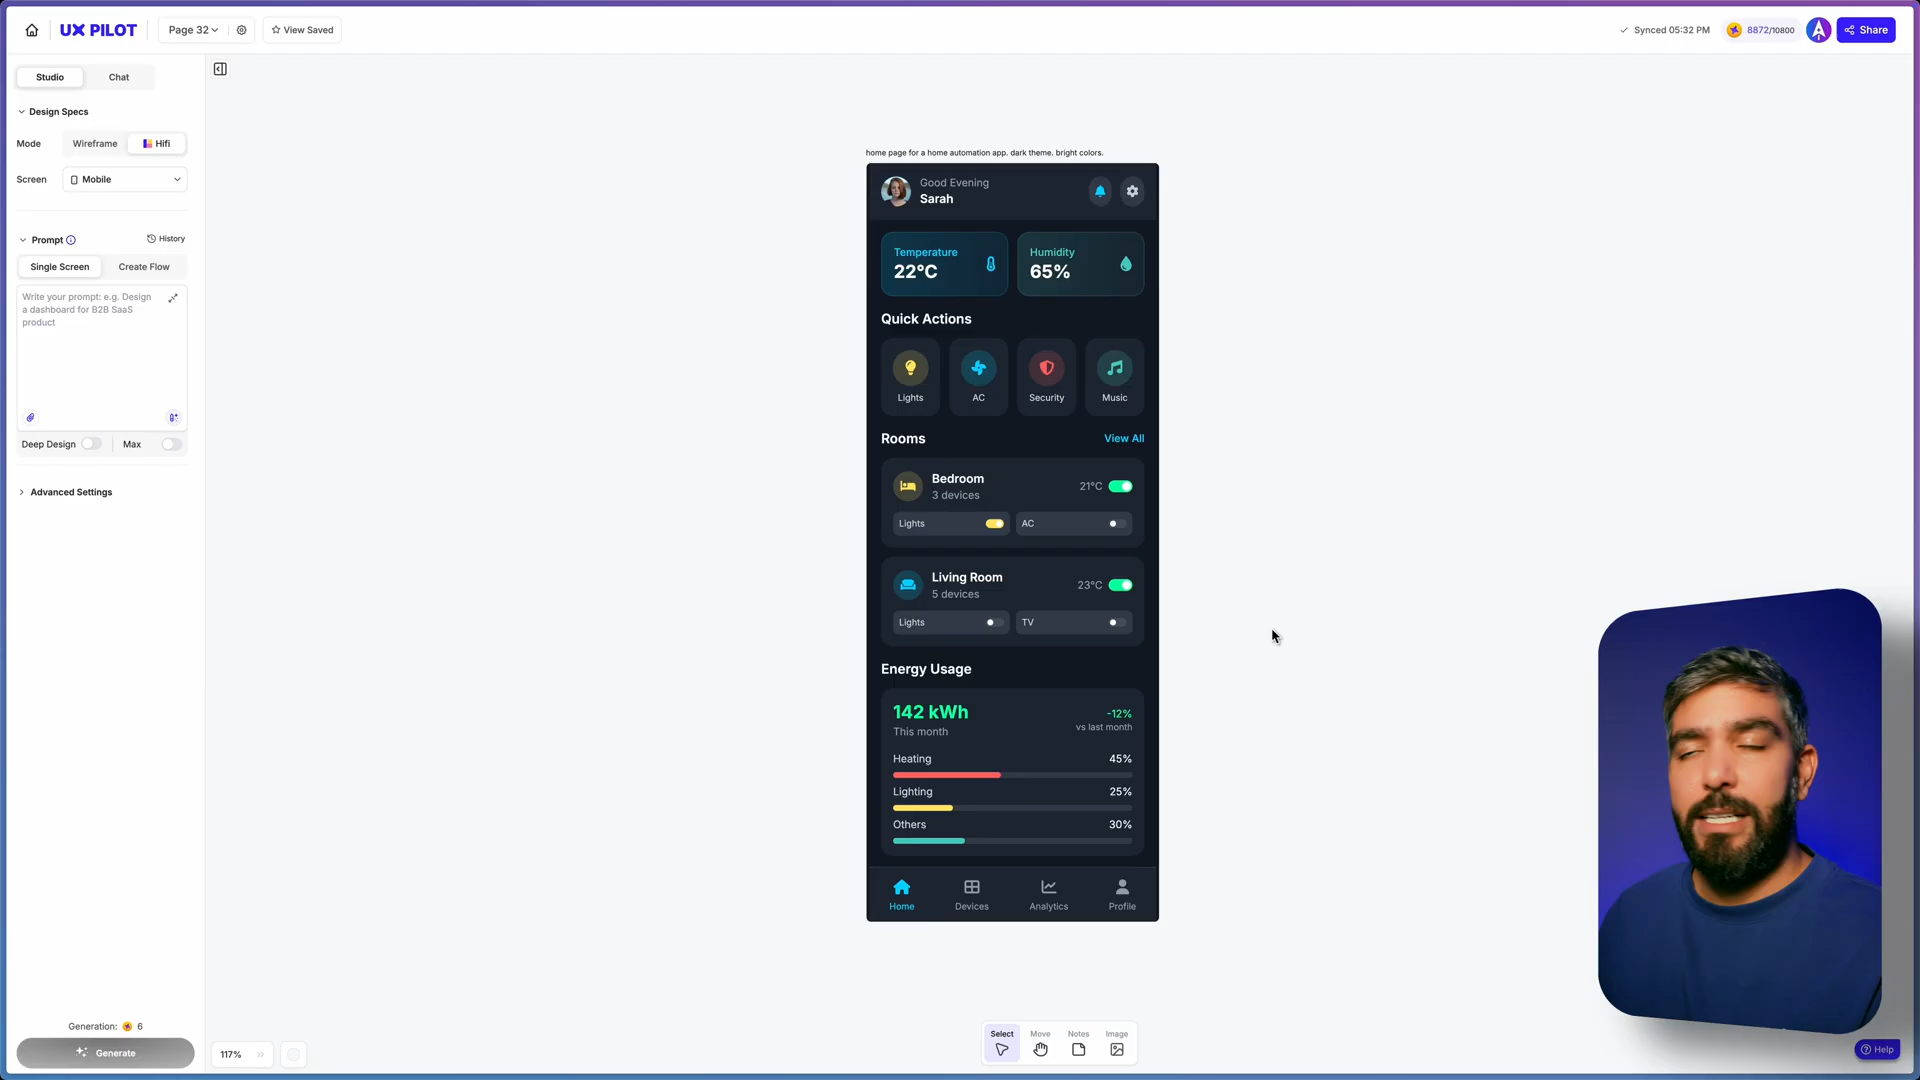 UX PILOT
Page 32
View Saved
Synced 05:32 PM
8872/10800
Share
Studio
Chat
Design Specs
Mode
Wireframe
Hifi
Screen
Mobile
Prompt
History
Single Screen
Create Flow
Write your prompt: e.g. Design
a dashboard for B2B SaaS
product
Deep Design
Max
Advanced Settings
Generation: 6
Generate
117%
home page for a home automation app. dark theme. bright colors.
Good Evening
Sarah
Temperature
22°C
Humidity
65%
Quick Actions
Lights
AC
Security
Music
Rooms
View All
Bedroom
3 devices
21°C
Lights
AC
Living Room
5 devices
23°C
Lights
TV
Energy Usage
142 kWh
This month
-12%
vs last month
Heating
45%
Lighting
25%
Others
30%
Home
Devices
Analytics
Profile
Select
Move
Notes
Image
Help